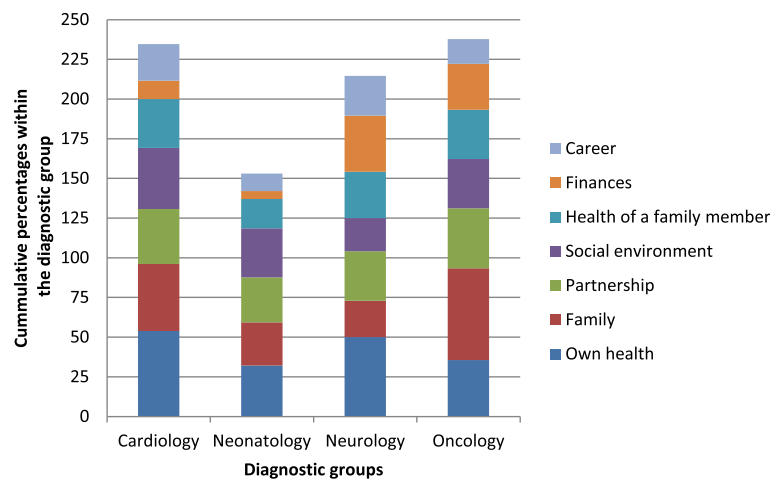 Cummulative percentages within
the diagnostic group
250
225
200
175
150
125
100
75
50
25
0
Cardiology
Neonatology
Neurology
Oncology
Diagnostic groups
Career
Finances
Health of a family member
Social environment
Partnership
Family
Own health